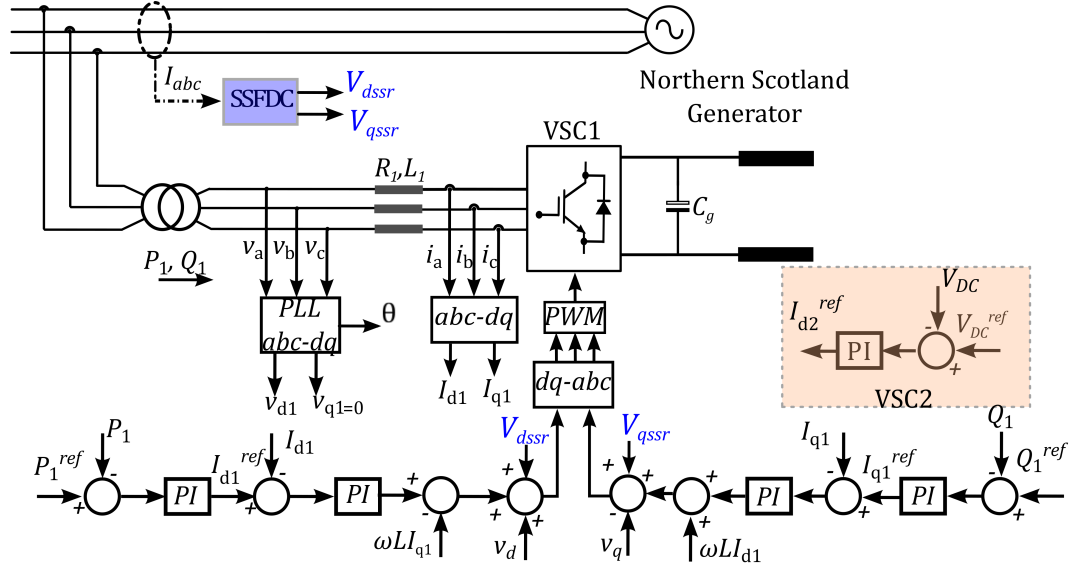 I_abc
SSFDC
V_dssr
V_qssr
Northern Scotland
Generator
VSC1
R_1,L_1
C_g
v_a v_b v_c
i_a i_b i_c
P_1, Q_1
PLL
abc-dq
θ
abc-dq
PWM
dq-abc
I_d1 I_q1
v_d1 v_q1=0
V_DC
I_d2^ref
V_DC^ref
-
+
PI
VSC2
P_1
P_1^ref
-
+
PI
I_d1^ref
I_d1
-
+
PI
+
-
ωLI_q1
V_dssr
+
+
+
v_d
V_qssr
+
+
-
v_q
+
+
ωLI_d1
PI
I_q1
-
+
I_q1^ref
PI
Q_1
-
+
Q_1^ref